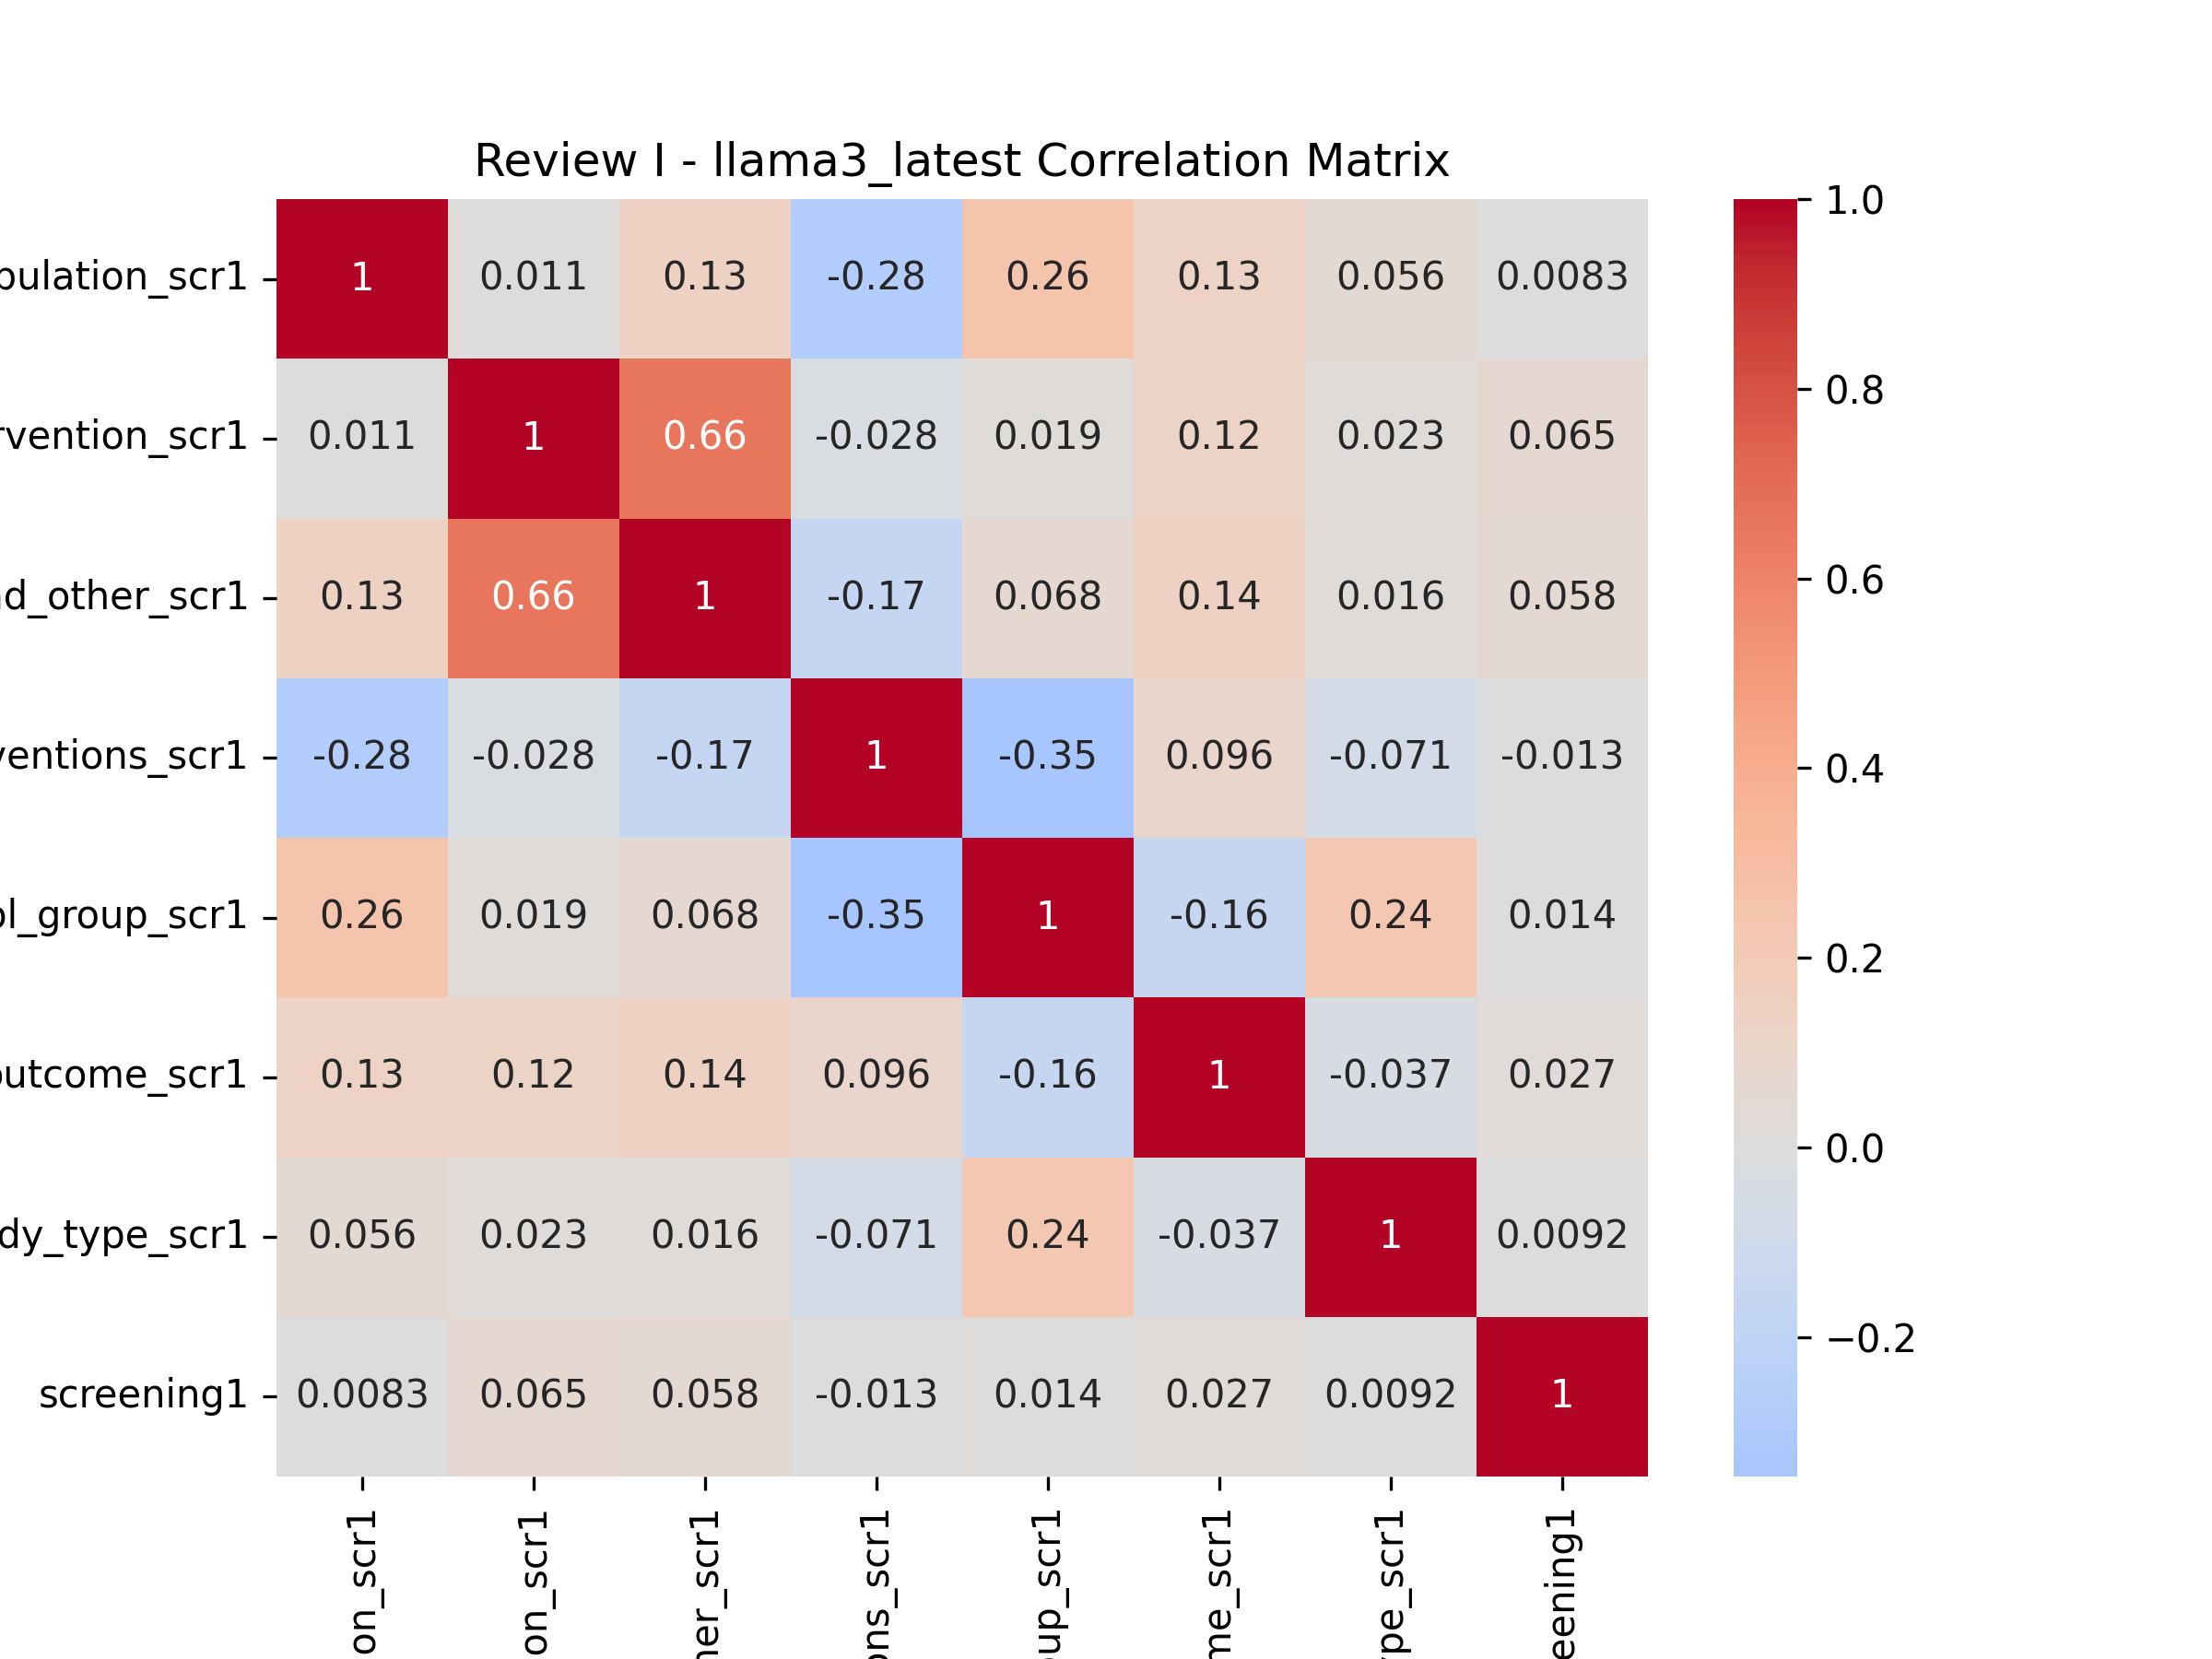 Review I - llama3_latest Correlation Matrix
pulation_scr1 1 0.011 0.13 -0.28 0.26 0.13 0.056 0.0083
rvention_scr1 0.011 1 0.66 -0.028 0.019 0.12 0.023 0.065
d_other_scr1 0.13 0.66 1 -0.17 0.068 0.14 0.016 0.058
ventions_scr1 -0.28 -0.028 -0.17 1 -0.35 0.096 -0.071 -0.013
ol_group_scr1 0.26 0.019 0.068 -0.35 1 -0.16 0.24 0.014
outcome_scr1 0.13 0.12 0.14 0.096 -0.16 1 -0.037 0.027
dy_type_scr1 0.056 0.023 0.016 -0.071 0.24 -0.037 1 0.0092
screening1 0.0083 0.065 0.058 -0.013 0.014 0.027 0.0092 1
on_scr1
on_scr1
her_scr1
ons_scr1
oup_scr1
me_scr1
ype_scr1
eening1
1.0
0.8
0.6
0.4
0.2
0.0
−0.2